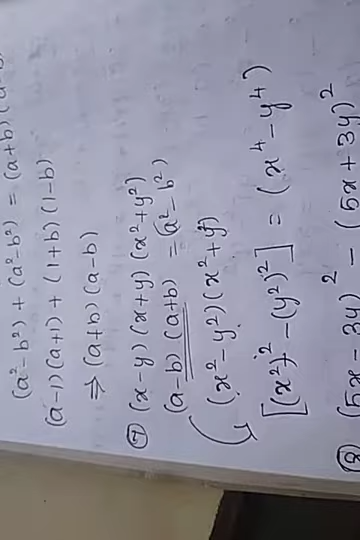 (a²-b²) + (a²-b²) = (a+b) (a-b)
(a-1) (a+1) + (1+b) (1-b)
⇒ (a+b) (a-b)
⑦ (x-y) (x+y) (x²+y²)
(a-b) (a+b) = (a²-b²)
(x²-y²) (x²+y²)
[(x²)² - (y²)²] = (x⁴-y⁴)
⑧ (5x-3y)² - (5x+3y)²